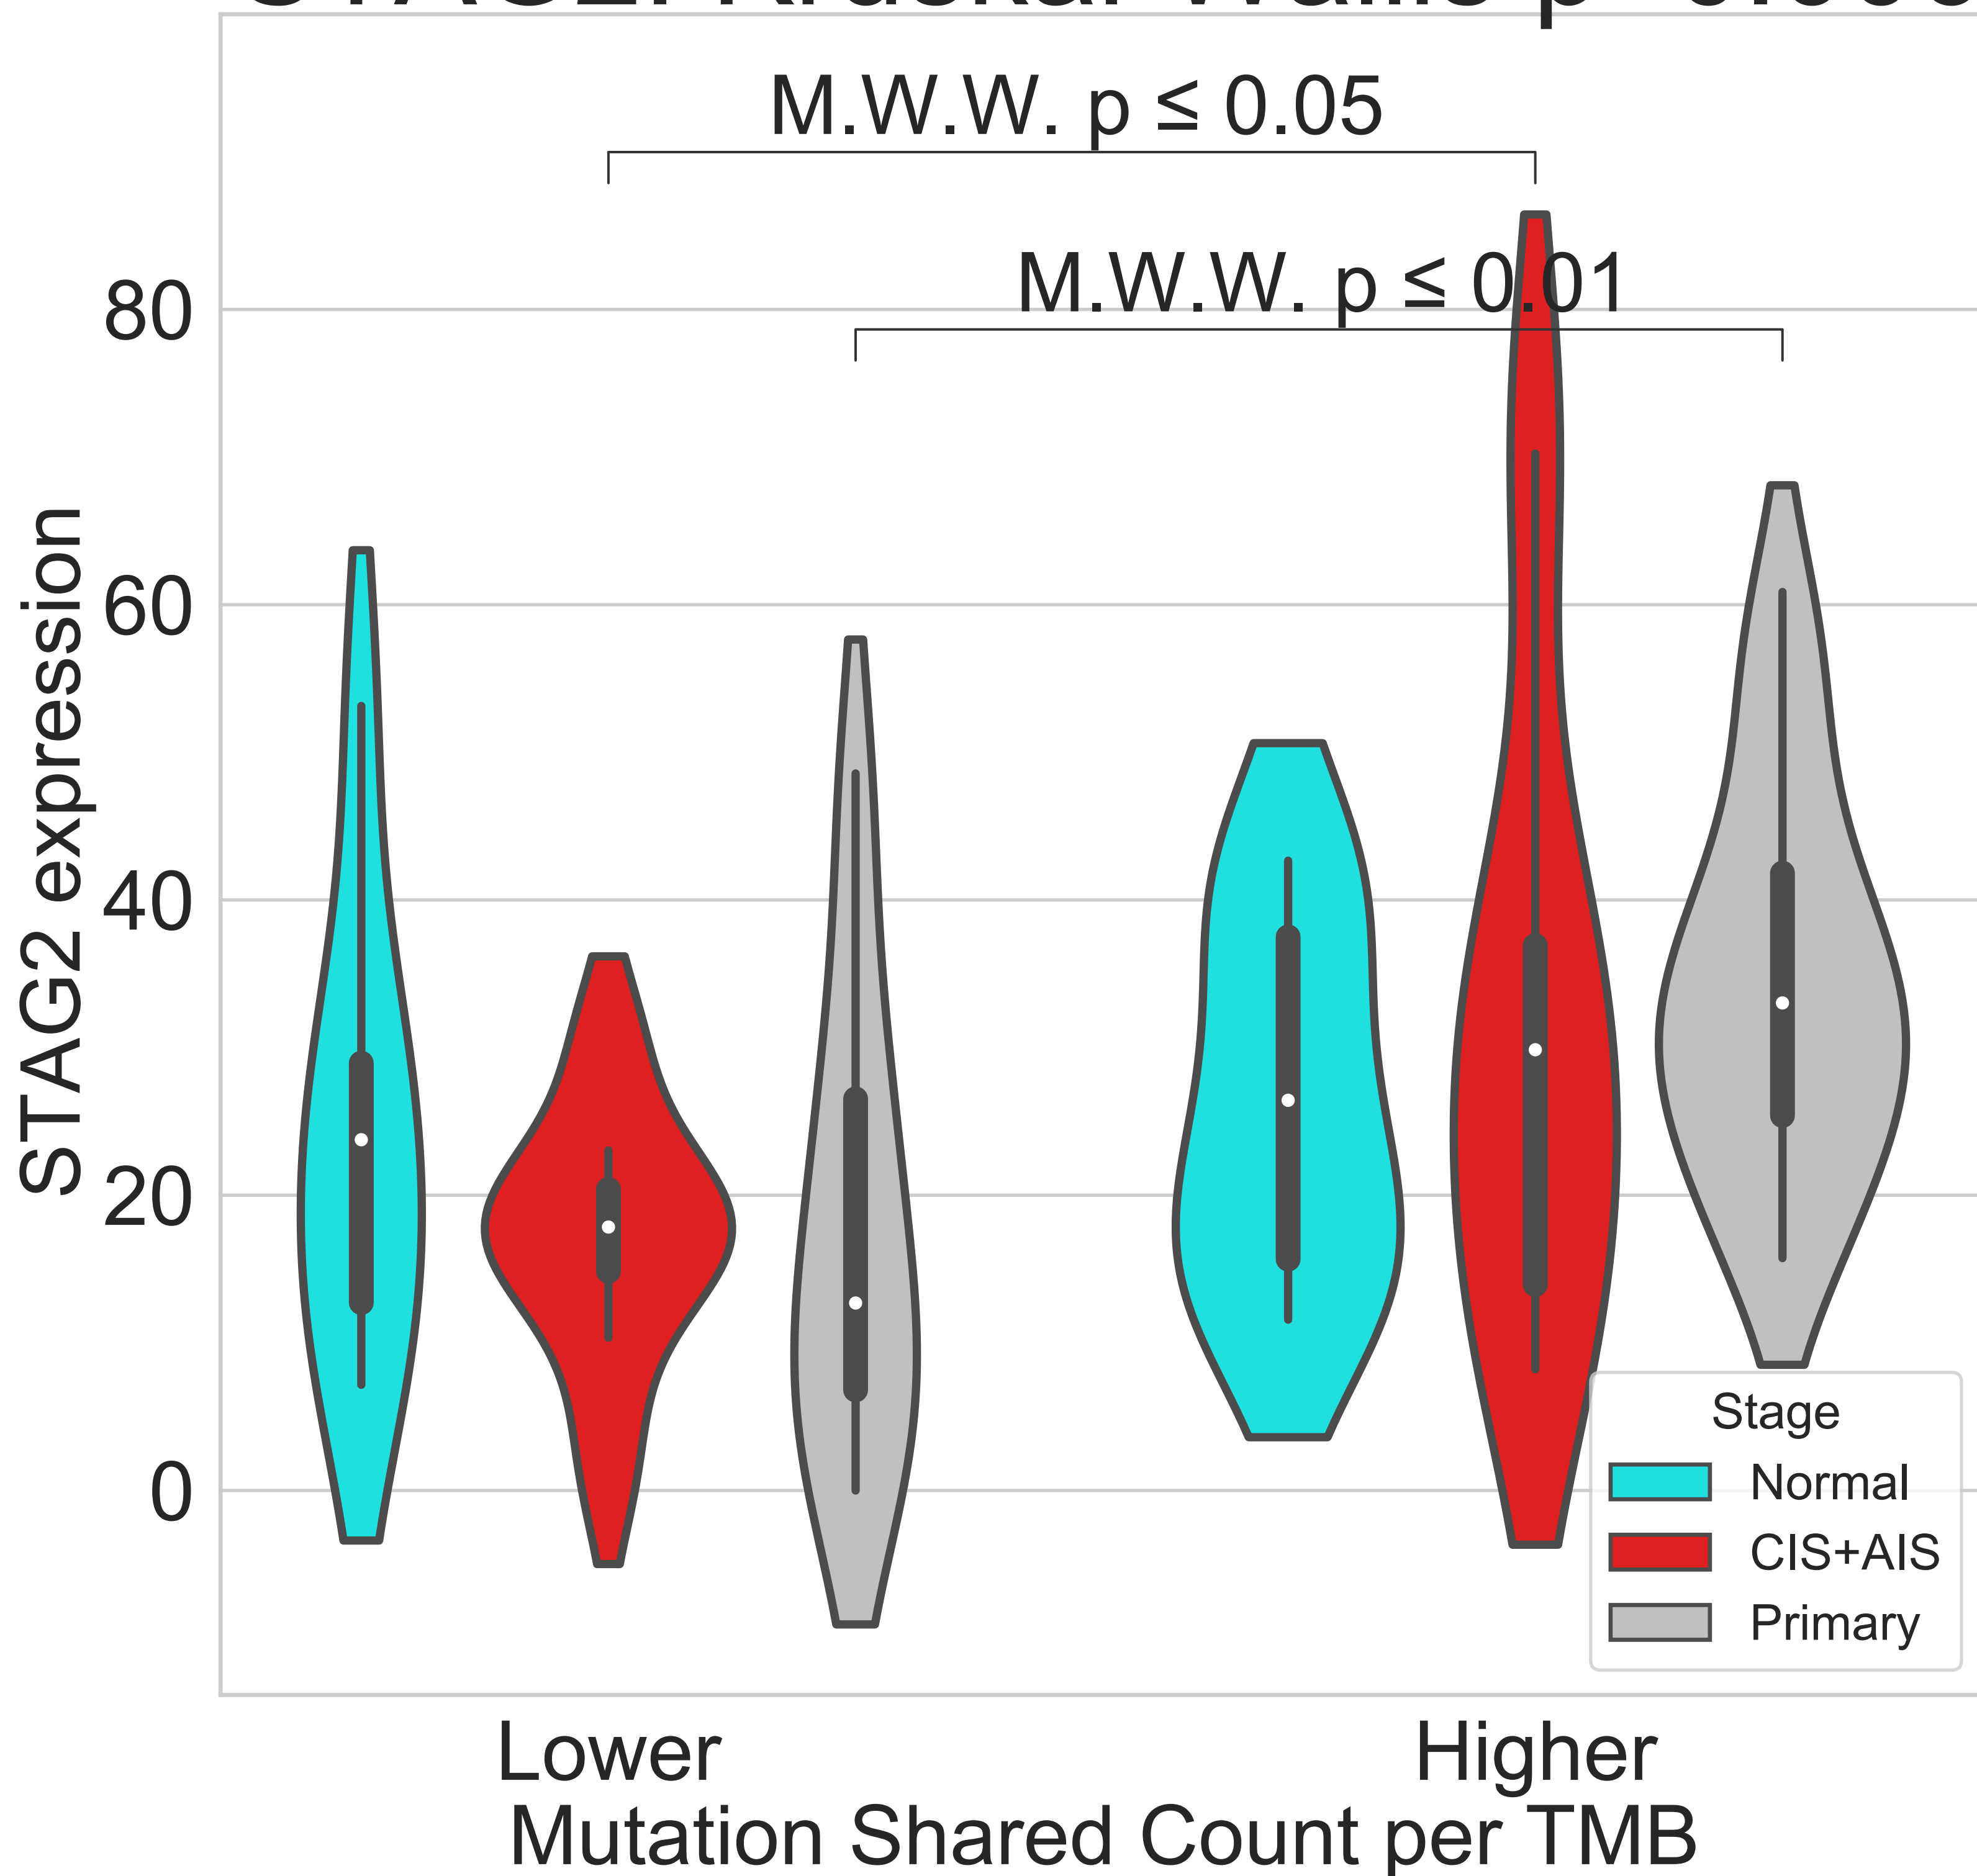 M.W.W. p ≤ 0.05
M.W.W. p ≤ 0.01
80
60
40
20
0
STAG2 expression
Stage
Normal
CIS+AIS
Primary
Lower
Higher
Mutation Shared Count per TMB